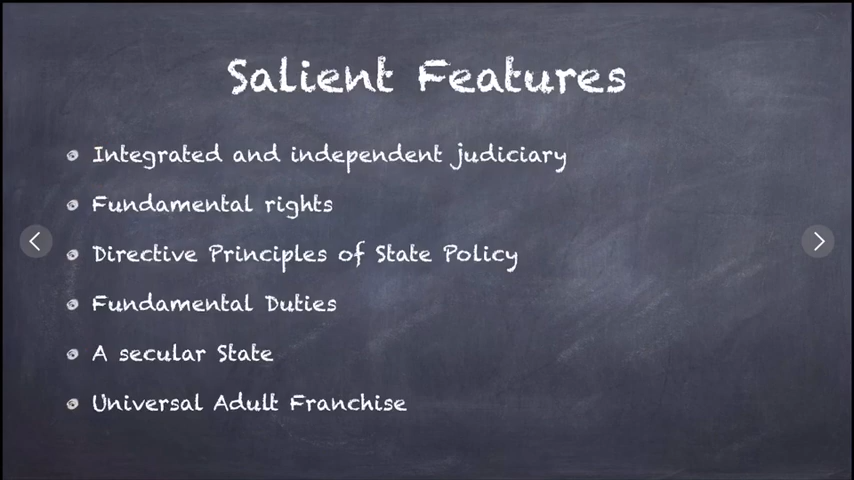 Salient Features
Integrated and independent judiciary
Fundamental rights
Directive Principles of State Policy
Fundamental Duties
A secular State
Universal Adult Franchise